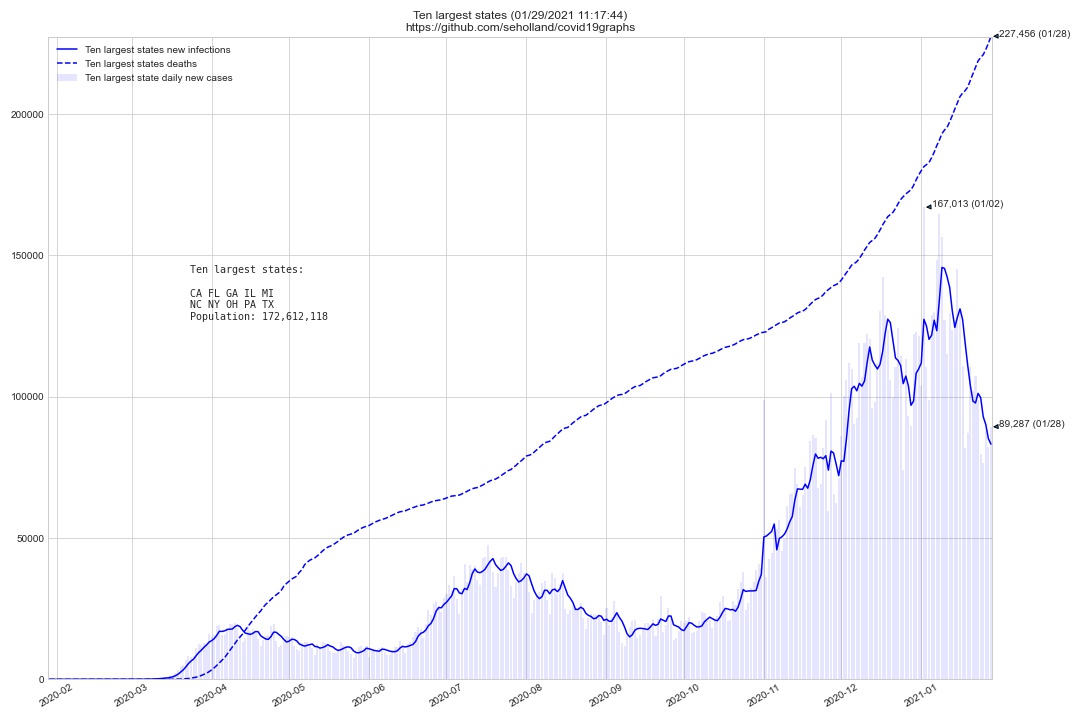 Ten largest states (01/29/2021 11:17:44)
https://github.com/seholland/covid19graphs
227,456 (01/28)
Ten largest states new infections
Ten largest states deaths
Ten largest state daily new cases
200000
167,013 (01/02)
150000
Ten largest states:
CA FL GA IL MI
NC NY OH PA TX
Population: 172,612,118
100000
89,287 (01/28)
50000
0
2020-02
2020-03
2020-04
2020-05
2020-06
2020-07
2020-08
2020-09
2020-10
2020-11
2020-12
2021-01